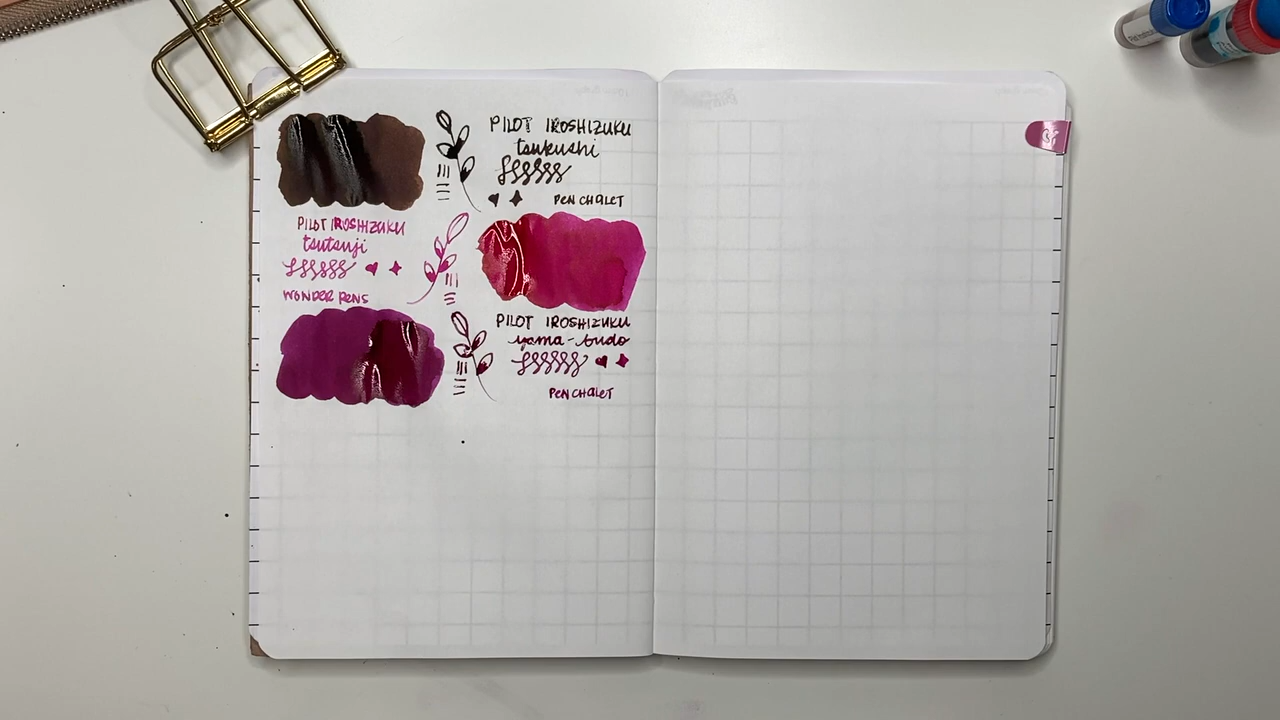 PILOT IROSHIZUKU
tsukushi
PEN CHALET
PILOT IROSHIZUKU
tsutsuji
WONDER PENS
PILOT IROSHIZUKU
yama-budo
PEN CHALET